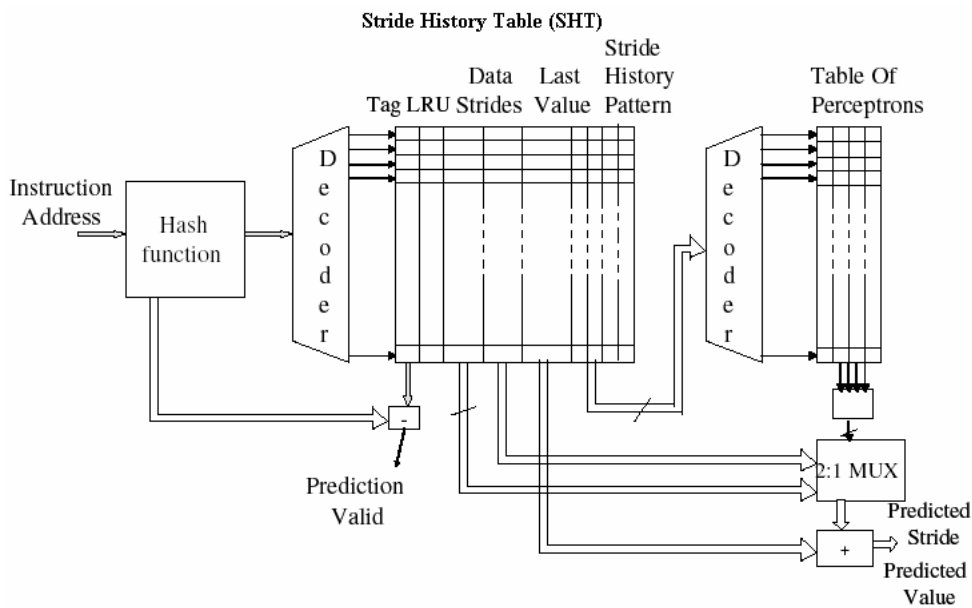 Stride History Table (SHT)
Stride
History
Pattern
Data
Strides
Last
Value
Tag LRU
Table Of
Perceptrons
Instruction
Address
Hash
function
D
e
c
o
d
e
r
D
e
c
o
d
e
r
-
Prediction
Valid
2:1 MUX
+
Predicted
Stride
Predicted
Value